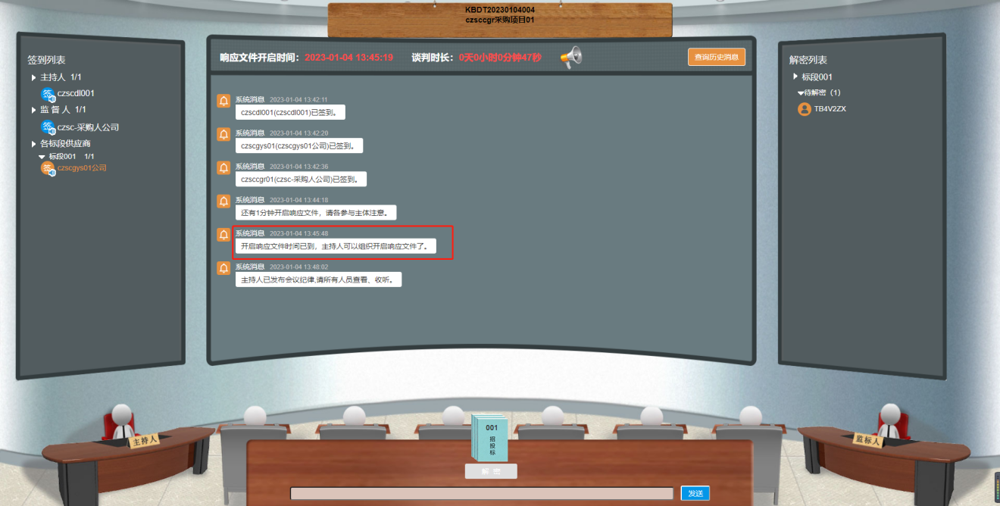 KBDT20230104004
czsccgr采购项目01
签到列表
主持人 1/1
签 czscdl001
监 督 人 1/1
签 czsc-采购人公司
各标段供应商
标段001 1/1
签 czscgys01公司
响应文件开启时间： 2023-01-04 13:45:19 谈判时长： 0天0小时0分钟47秒 查询历史消息
系统消息 2023-01-04 13:42:11
czscdl001(czscdl001)已签到。
系统消息 2023-01-04 13:42:20
czscgys01(czscgys01公司)已签到。
系统消息 2023-01-04 13:42:36
czsccgr01(czsc-采购人公司)已签到。
系统消息 2023-01-04 13:44:18
还有1分钟开启响应文件，请各参与主体注意。
系统消息 2023-01-04 13:45:48
开启响应文件时间已到，主持人可以组织开启响应文件了。
系统消息 2023-01-04 13:48:02
主持人已发布会议纪律,请所有人员查看、收听。
解密列表
标段001
待解密（1）
TB4V2ZX
主持人
001
招
投
标
监标人
解 密
发送